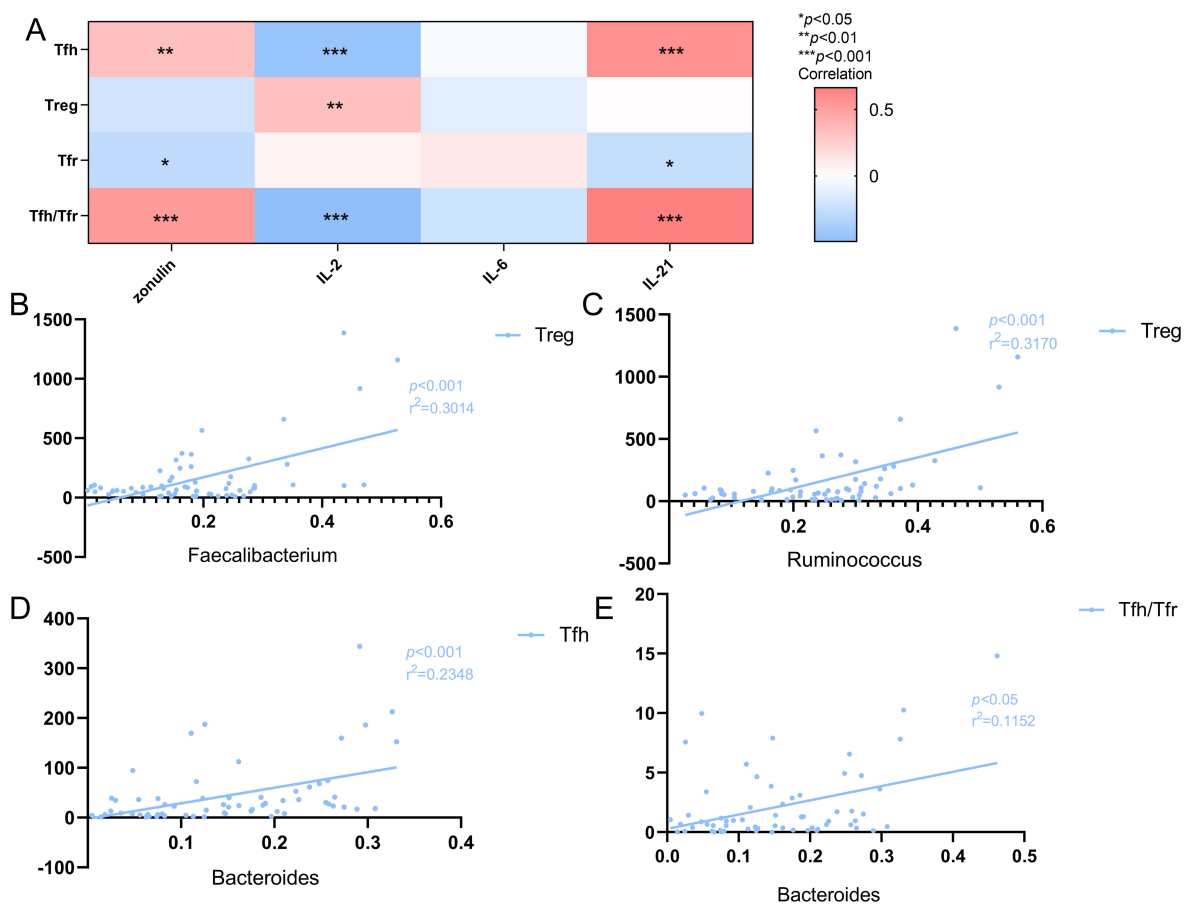 A
Tfh
Treg
Tfr
Tfh/Tfr
**
***
***
**
*
*
***
***
***
zonulin
IL-2
IL-6
IL-21
*p<0.05
**p<0.01
***p<0.001
Correlation
0.5
0
B
1500
1000
500
0
-500
0.2
0.4
0.6
Faecalibacterium
Treg
p<0.001
r2=0.3014
C
1500
1000
500
0
-500
0.2
0.4
0.6
Ruminococcus
p<0.001
r2=0.3170
Treg
D
400
300
200
100
0
-100
0.1
0.2
0.3
0.4
Bacteroides
Tfh
p<0.001
r2=0.2348
E
20
15
10
5
0
0.0
0.1
0.2
0.3
0.4
0.5
Bacteroides
Tfh/Tfr
p<0.05
r2=0.1152